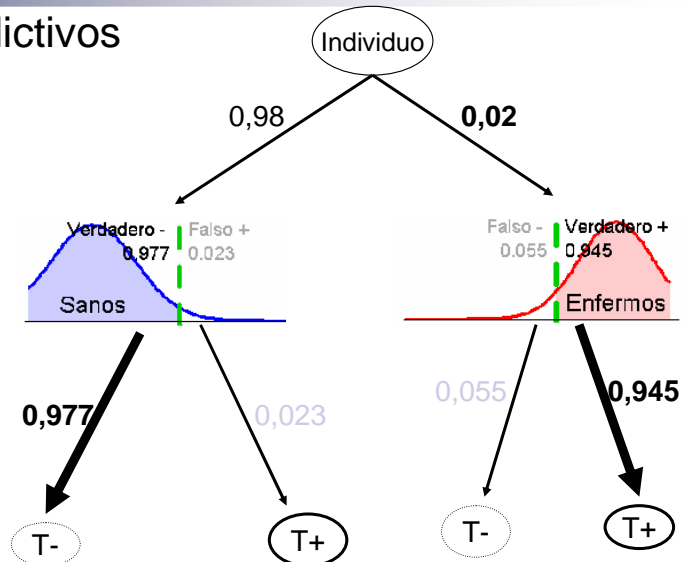 dictivos
Individuo
0,98
0,02
Verdadero -
Falso +
0.977
0.023
Sanos
Falso -
Verdadero +
0.055
0.945
Enfermos
0,977
0,023
0,055
0,945
T-
T+
T-
T+